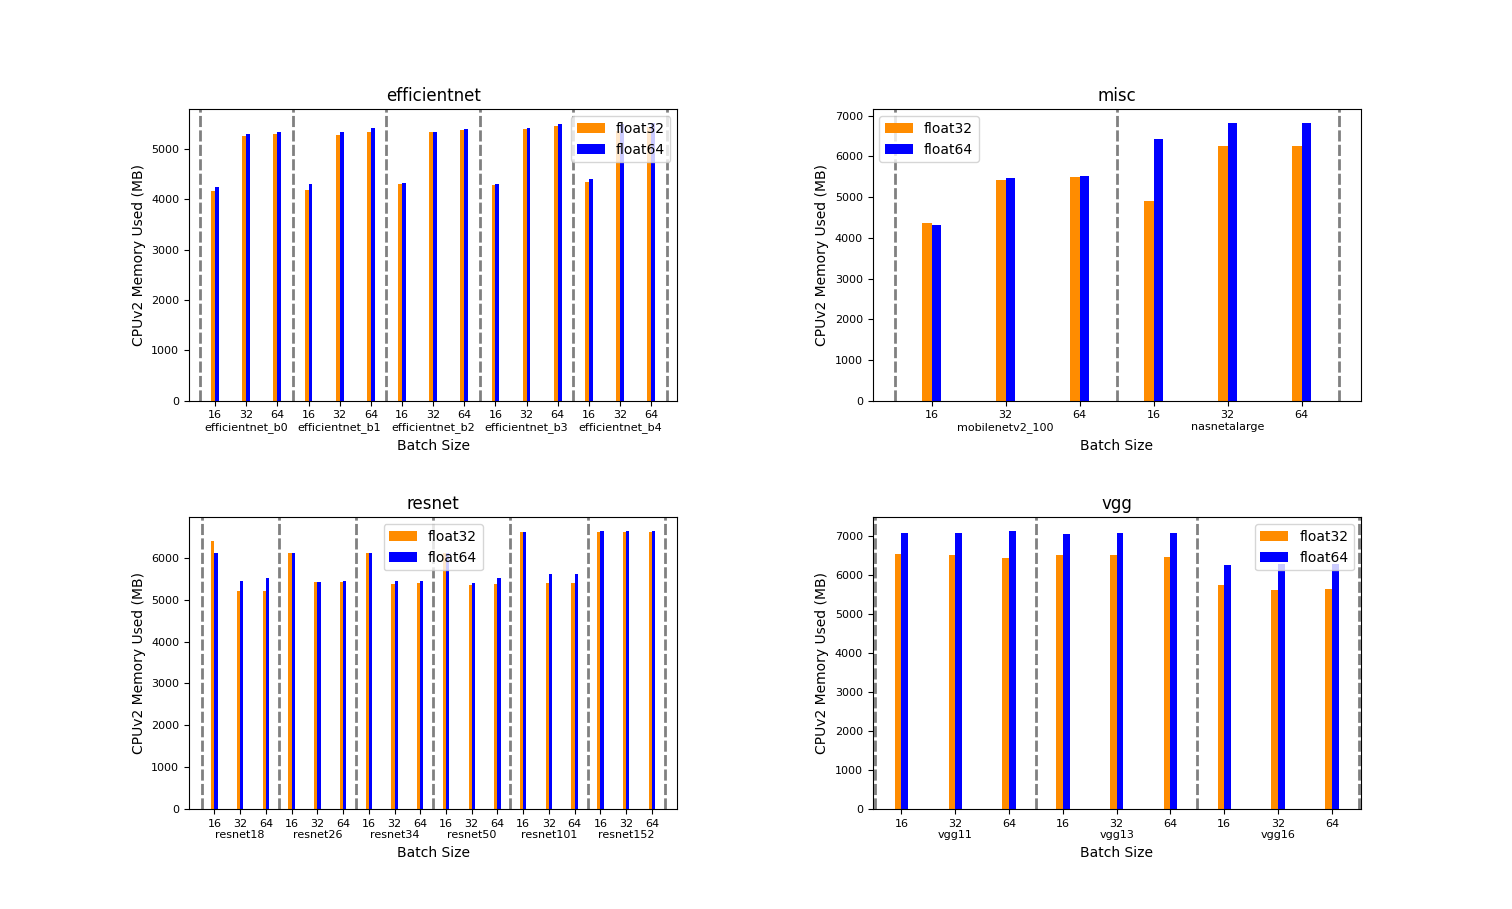 efficientnet
CPUv2 Memory Used (MB)
5000
4000
3000
2000
1000
0
float32
float64
16 32 64 16 32 64 16 32 64 16 32 64 16 32 64
efficientnet_b0 efficientnet_b1 efficientnet_b2 efficientnet_b3 efficientnet_b4
Batch Size
misc
CPUv2 Memory Used (MB)
7000
6000
5000
4000
3000
2000
1000
0
float32
float64
16 32 64 16 32 64
mobilenetv2_100 nasnetalarge
Batch Size
resnet
CPUv2 Memory Used (MB)
6000
5000
4000
3000
2000
1000
0
float32
float64
16 32 64 16 32 64 16 32 64 16 32 64 16 32 64 16 32 64
resnet18 resnet26 resnet34 resnet50 resnet101 resnet152
Batch Size
vgg
CPUv2 Memory Used (MB)
7000
6000
5000
4000
3000
2000
1000
0
float32
float64
16 32 64 16 32 64 16 32 64
vgg11 vgg13 vgg16
Batch Size